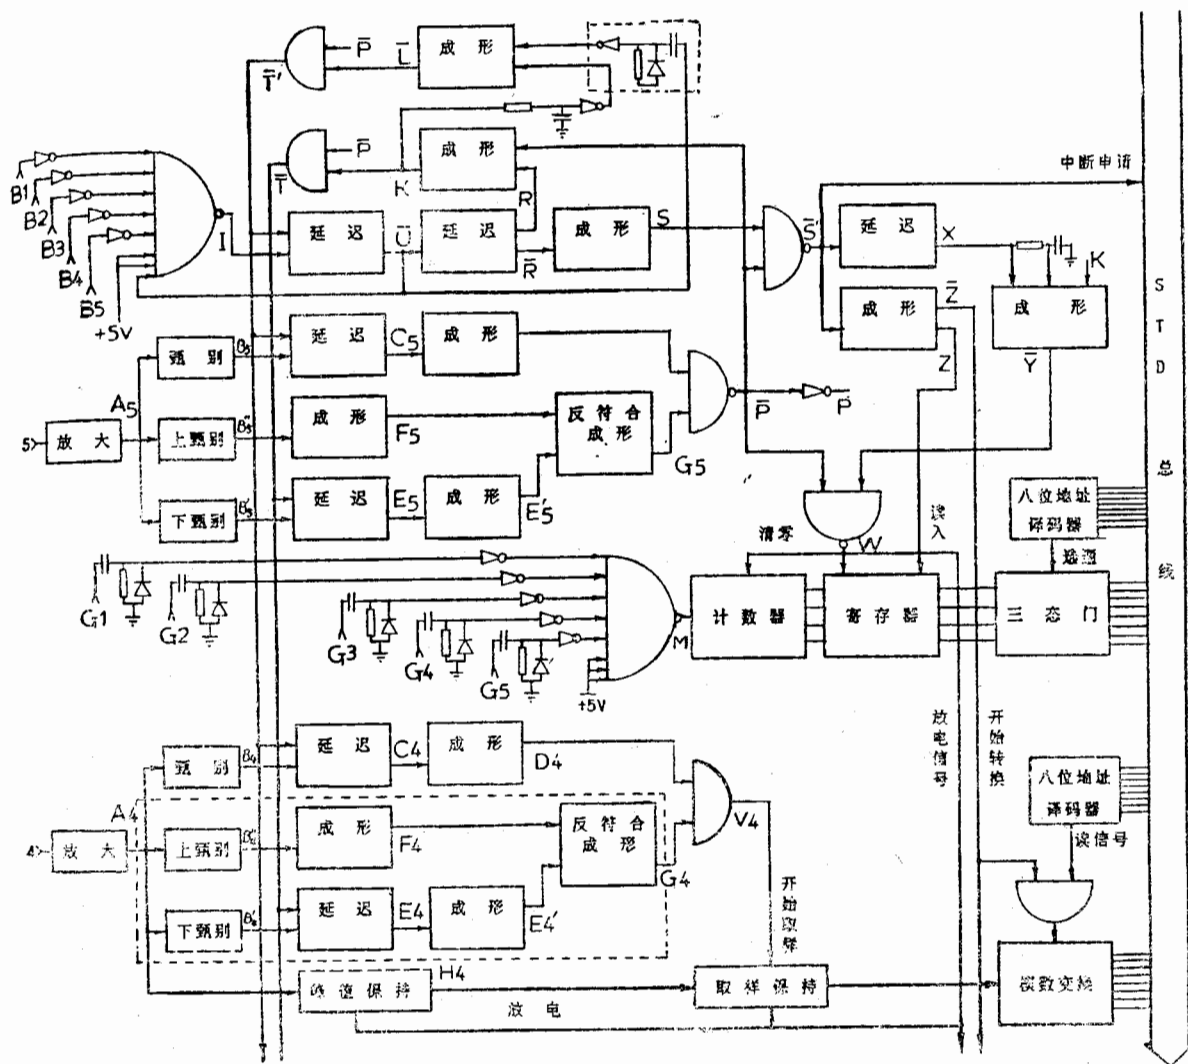 T̄'
P̄
L̄
成形
B1
B2
B3
B4
B5
+5V
I
T̄
P̄
K
成形
R
延迟
Ū
延迟
R̄
成形
S
S̄'
延迟
X
K
中断申请
成形
Z̄
Z
成形
Ȳ
STD总线
A5
5
放大
甄别
B5
延迟
C5
成形
上甄别
B5''
成形
F5
反符合
成形
G5
下甄别
B5'
延迟
E5
成形
E5'
P̄
P
W
清零
读入
八位地址
译码器
选通
G1
G2
G3
G4
G5
+5V
M
计数器
寄存器
三态门
放电信号
开始转换
A4
4
放大
甄别
B4
延迟
C4
成形
D4
上甄别
成形
F4
反符合
成形
G4
下甄别
延迟
E4
成形
E4'
V4
开始取样
八位地址
译码器
读信号
峰值保持
H4
放电
取样保持
模数变换